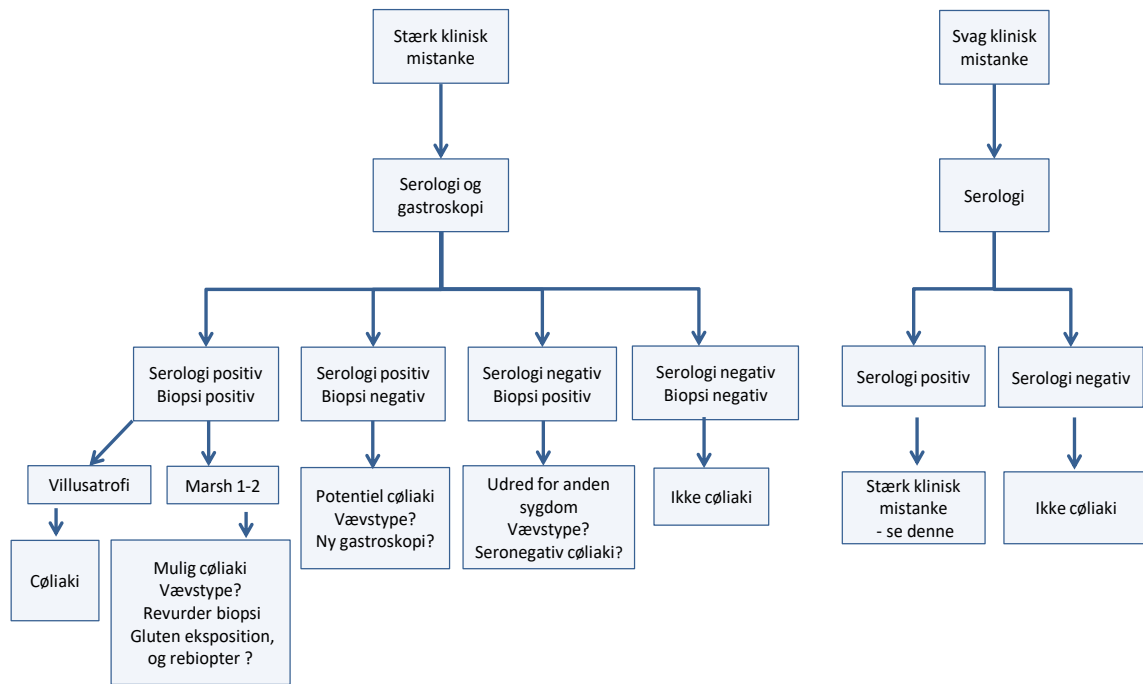 Stærk klinisk
mistanke
Svag klinisk
mistanke
Serologi og
gastroskopi
Serologi
Serologi positiv
Biopsi positiv
Serologi positiv
Biopsi negativ
Serologi negativ
Biopsi positiv
Serologi negativ
Biopsi negativ
Serologi positiv
Serologi negativ
Villusatrofi
Marsh 1-2
Potentiel cøliaki
Vævstype?
Ny gastroskopi?
Udred for anden
sygdom
Vævstype?
Seronegativ cøliaki?
Ikke cøliaki
Stærk klinisk
mistanke
- se denne
Ikke cøliaki
Cøliaki
Mulig cøliaki
Vævstype?
Revurder biopsi
Gluten eksposition,
og rebiopter ?